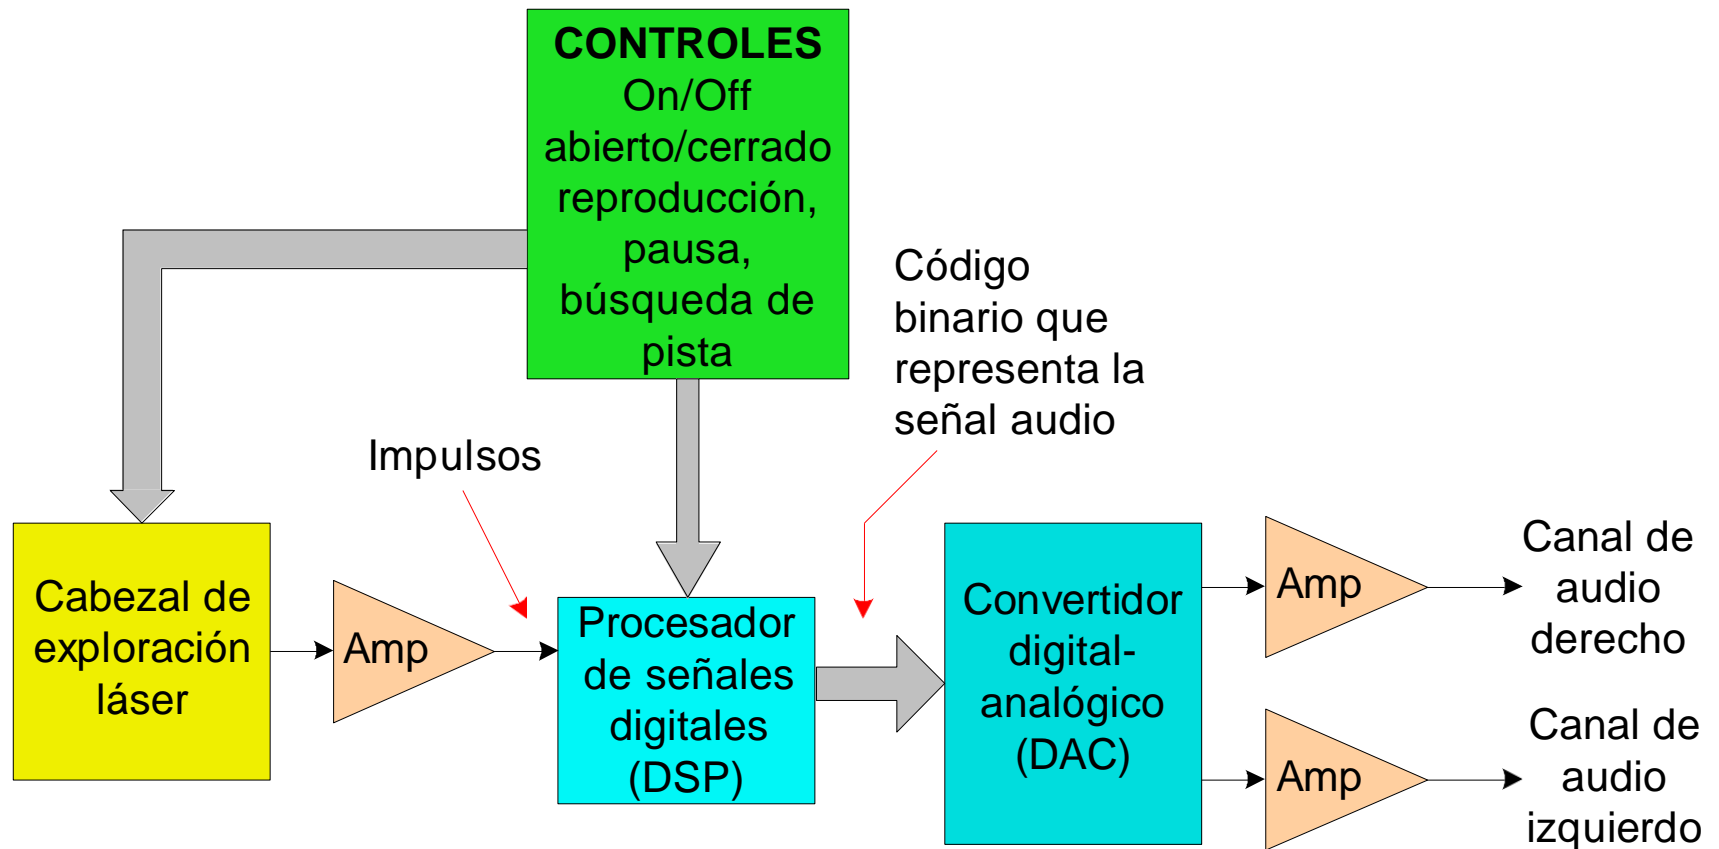 CONTROLES
On/Off
abierto/cerrado
reproducción,
pausa,
búsqueda de
pista
Código
binario que
representa la
señal audio
Impulsos
Cabezal de
exploración
láser
Amp
Procesador
de señales
digitales
(DSP)
Convertidor
digital-
analógico
(DAC)
Amp
Canal de
audio
derecho
Amp
Canal de
audio
izquierdo